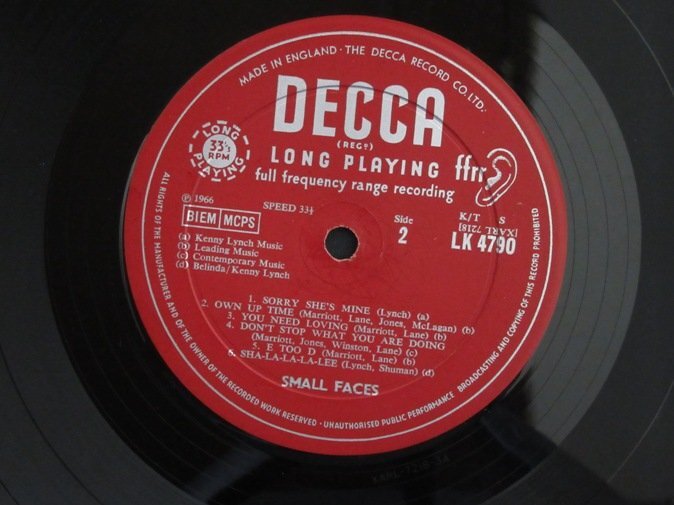 MADE IN ENGLAND · THE DECCA RECORD CO. LTD.
DECCA
(REGD)
LONG PLAYING
33⅓
RPM
LONG PLAYING ffrr
full frequency range recording
℗ 1966
SPEED 33⅓
BIEM MCPS
Side
2
S K/T
(XARL 7218)
LK 4790
(a) Kenny Lynch Music
(b) Leading Music
(c) Contemporary Music
(d) Belinda/Kenny Lynch
1. SORRY SHE'S MINE (Lynch) (a)
2. OWN UP TIME (Marriott, Lane, Jones, McLagan) (b)
3. YOU NEED LOVING (Marriott, Lane) (b)
4. DON'T STOP WHAT YOU ARE DOING
(Marriott, Jones, Winston, Lane) (c)
5. E TOO D (Marriott, Lane) (b)
6. SHA-LA-LA-LA-LEE (Lynch, Shuman) (d)
SMALL FACES
ALL RIGHTS OF THE MANUFACTURER AND OF THE OWNER OF THE RECORDED WORK RESERVED · UNAUTHORISED PUBLIC PERFORMANCE BROADCASTING AND COPYING OF THIS RECORD PROHIBITED